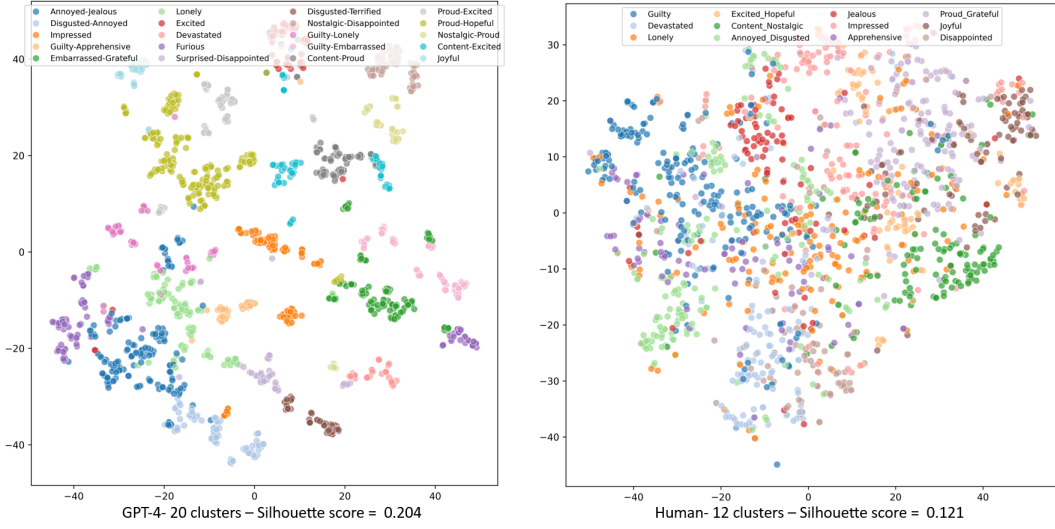 Annoyed-Jealous Lonely Disgusted-Terrified Proud-Excited
Disgusted-Annoyed Excited Nostalgic-Disappointed Proud-Hopeful
Impressed Devastated Guilty-Lonely Nostalgic-Proud
Guilty-Apprehensive Furious Guilty-Embarrassed Content-Excited
Embarrassed-Grateful Surprised-Disappointed Content-Proud Joyful
40
20
0
−20
−40
−40 −20 0 20 40
GPT-4- 20 clusters – Silhouette score = 0.204
Guilty Excited_Hopeful Jealous Proud_Grateful
Devastated Content_Nostalgic Impressed Joyful
Lonely Annoyed_Disgusted Apprehensive Disappointed
30
20
10
0
−10
−20
−30
−40
−40 −20 0 20 40
Human- 12 clusters – Silhouette score = 0.121